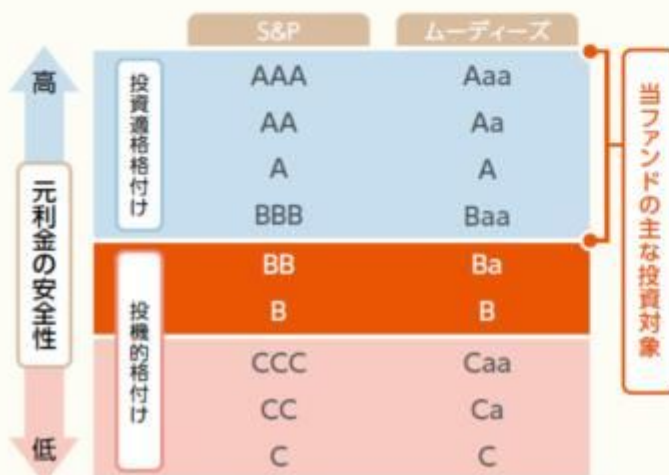 S&P ムーディーズ
高
元利金の安全性
低
投資適格格付け
AAA Aaa
AA Aa
A A
BBB Baa
投機的格付け
BB Ba
B B
CCC Caa
CC Ca
C C
当ファンドの主な投資対象